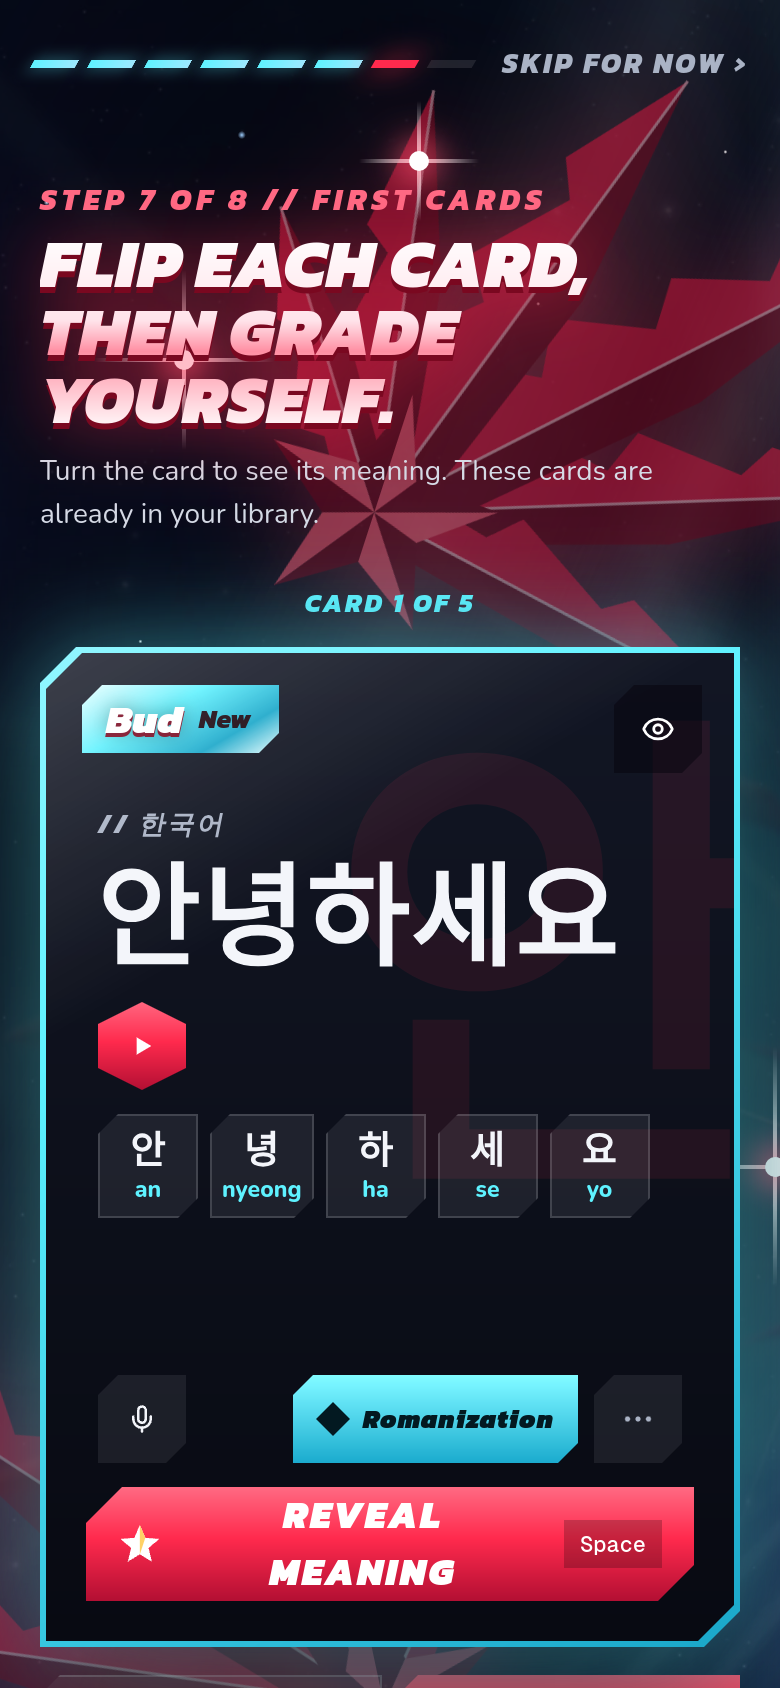 SKIP FOR NOW >
STEP 7 OF 8 // FIRST CARDS
FLIP EACH CARD,
THEN GRADE
YOURSELF.
Turn the card to see its meaning. These cards are
already in your library.
CARD 1 OF 5
Bud New
// 한국어
안녕하세요
안 녕 하 세 요
an nyeong ha se yo
Romanization
REVEAL
MEANING
Space